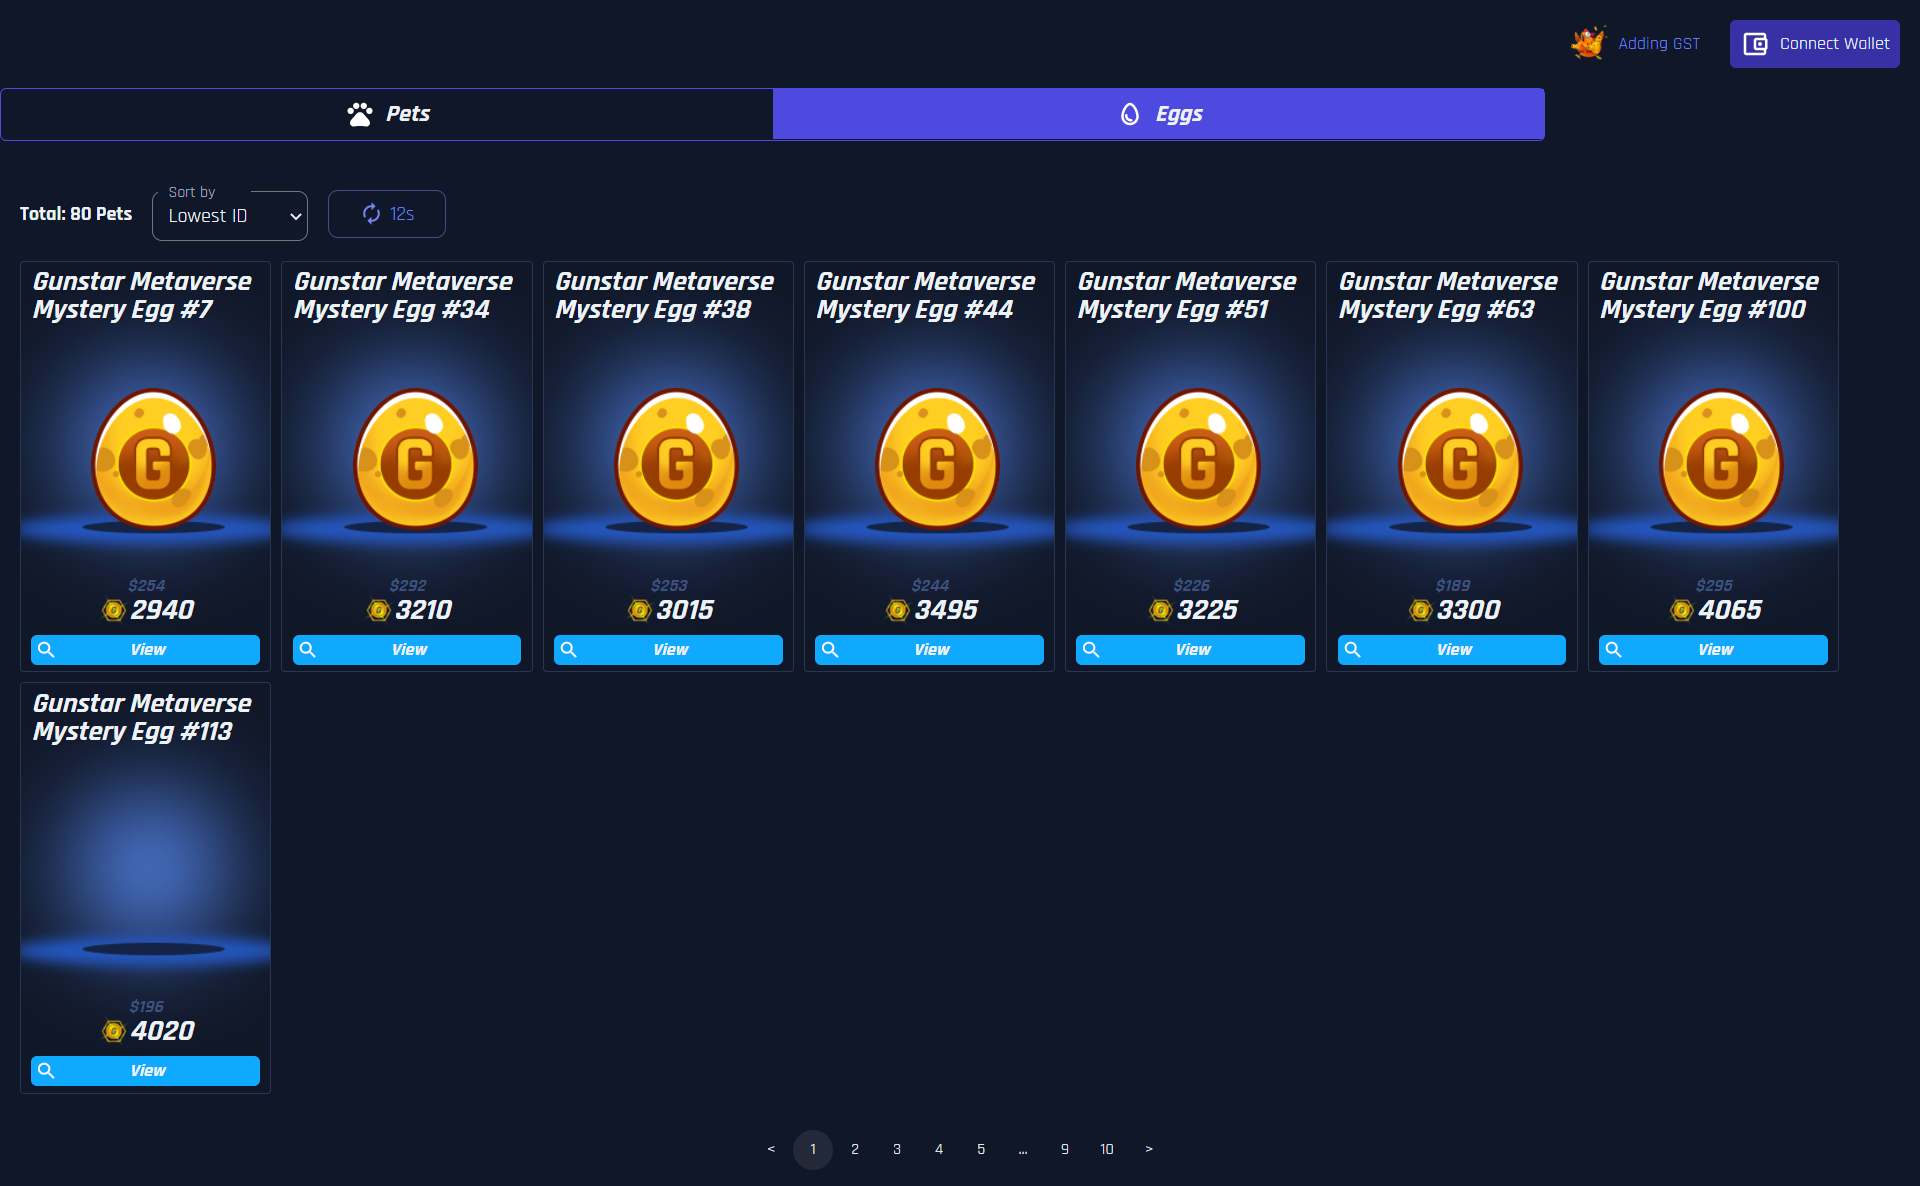 Adding GST
Connect Wallet
Pets
Eggs
Total: 80 Pets
Sort by
Lowest ID
12s
Gunstar Metaverse
Mystery Egg #7
G
$254
2940
View
Gunstar Metaverse
Mystery Egg #34
G
$292
3210
View
Gunstar Metaverse
Mystery Egg #38
G
$253
3015
View
Gunstar Metaverse
Mystery Egg #44
G
$244
3495
View
Gunstar Metaverse
Mystery Egg #51
G
$226
3225
View
Gunstar Metaverse
Mystery Egg #63
G
$189
3300
View
Gunstar Metaverse
Mystery Egg #100
G
$295
4065
View
Gunstar Metaverse
Mystery Egg #113
$196
4020
View
< 1 2 3 4 5 ... 9 10 >